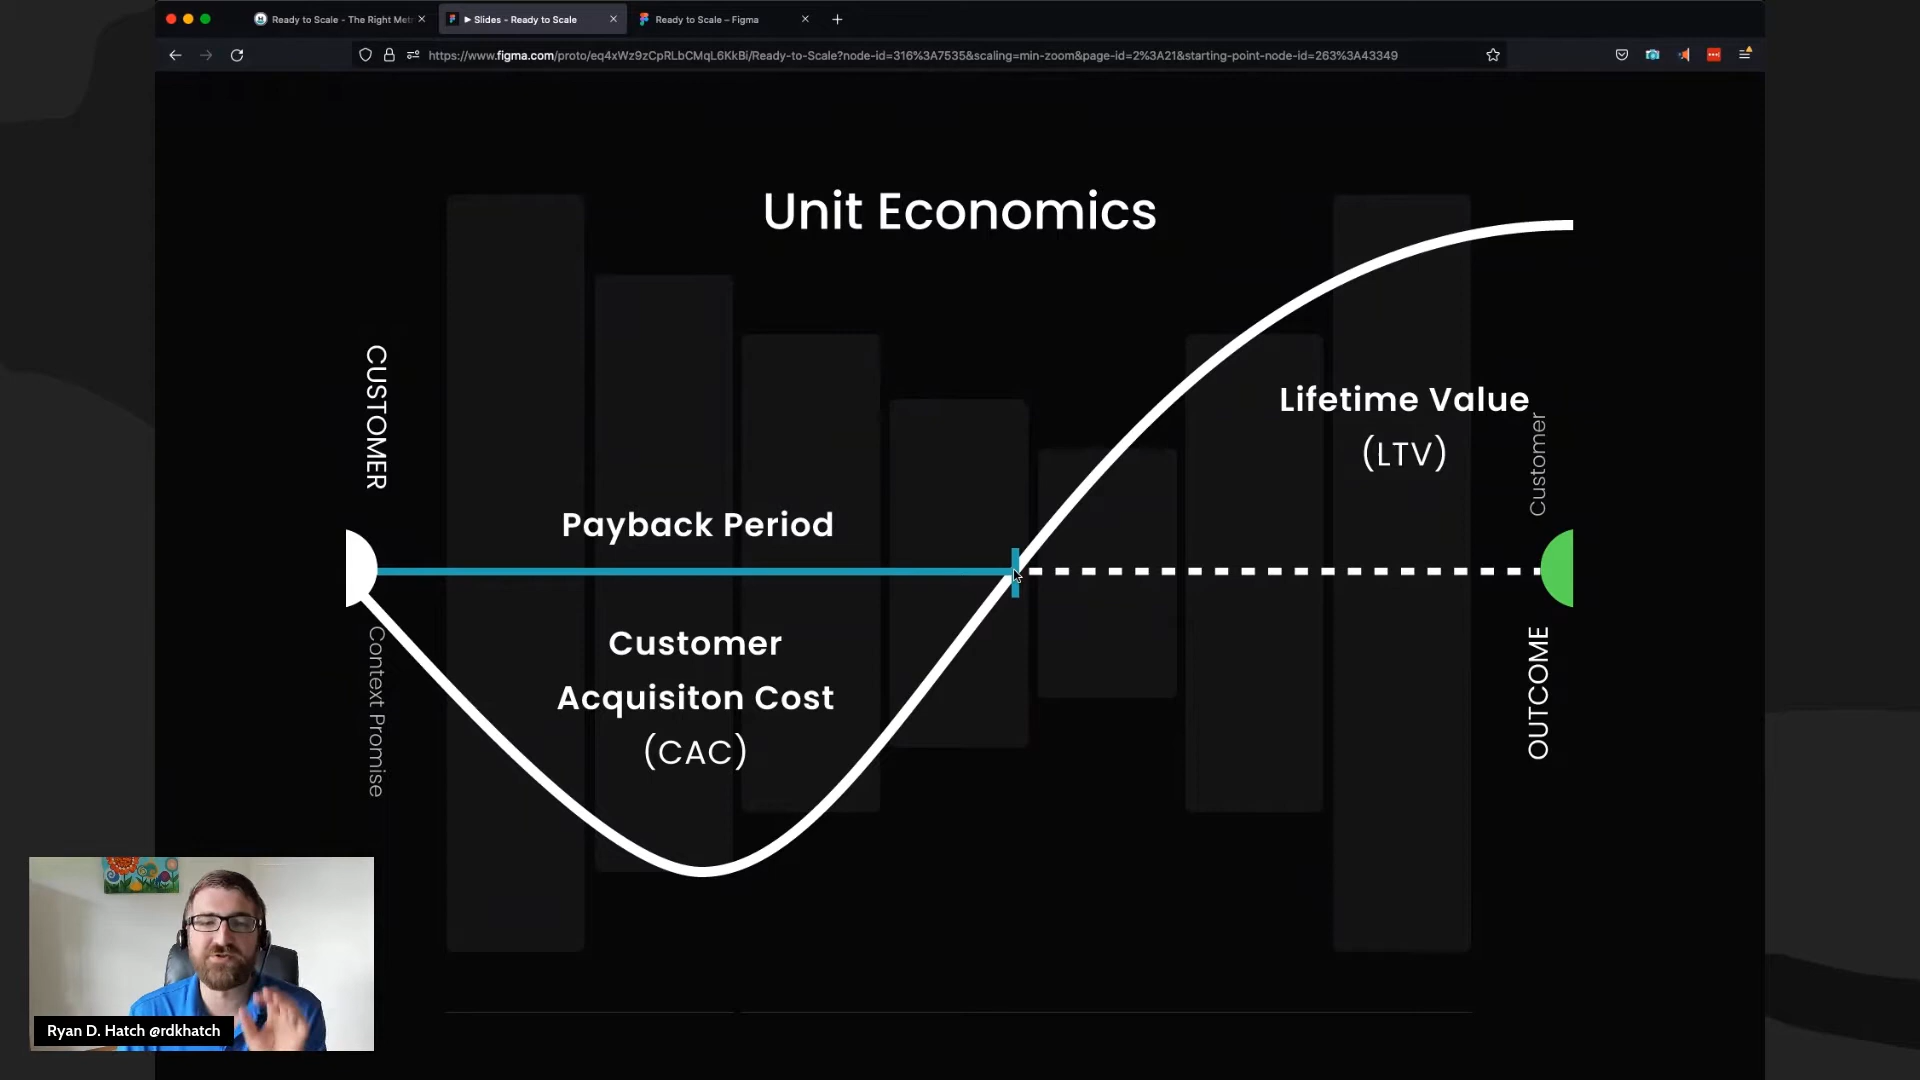 Ready to Scale - The Right Met
▶ Slides - Ready to Scale
Ready to Scale – Figma
https://www.figma.com/proto/eq4xWz9zCpRLbCMqL6KkBi/Ready-to-Scale?node-id=316%3A7535&scaling=min-zoom&page-id=2%3A21&starting-point-node-id=263%3A43349
Unit Economics
CUSTOMER
Context Promise
Payback Period
Customer
Acquisiton Cost
(CAC)
Lifetime Value
(LTV)
Customer
OUTCOME
Ryan D. Hatch @rdkhatch